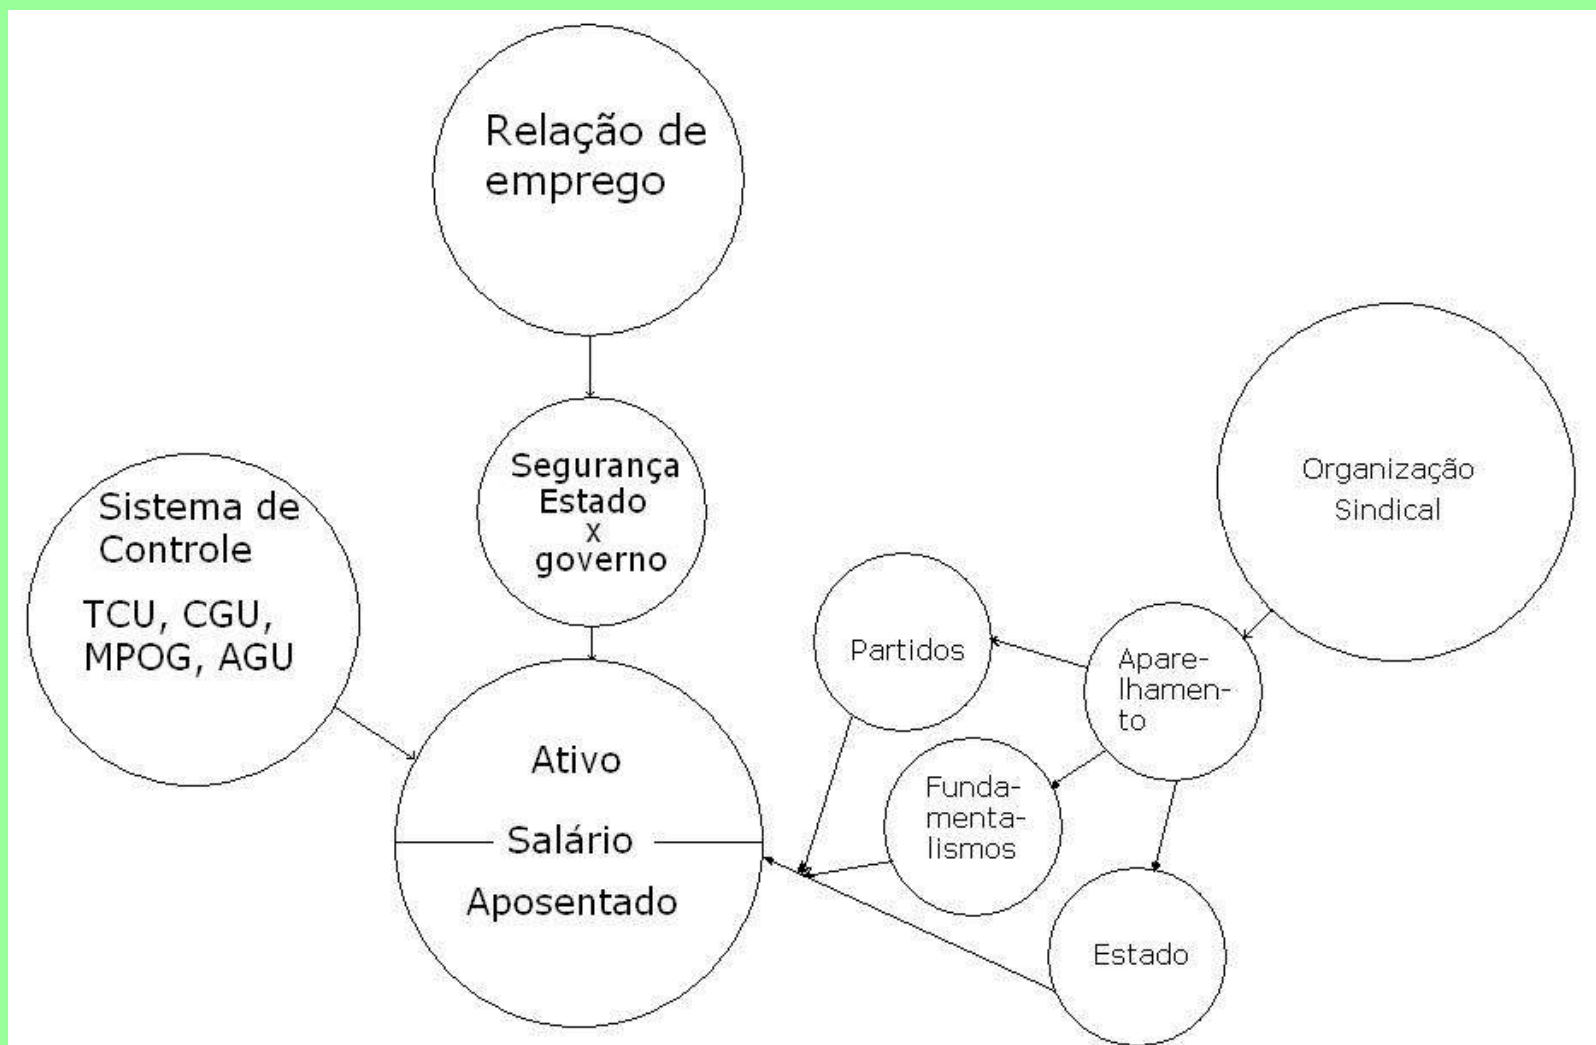 Relação de
emprego
Segurança
Estado
x
governo
Sistema de
Controle
TCU, CGU,
MPOG, AGU
Ativo
Salário
Aposentado
Organização
Sindical
Apare-
lhamen-
to
Partidos
Funda-
menta-
lismos
Estado